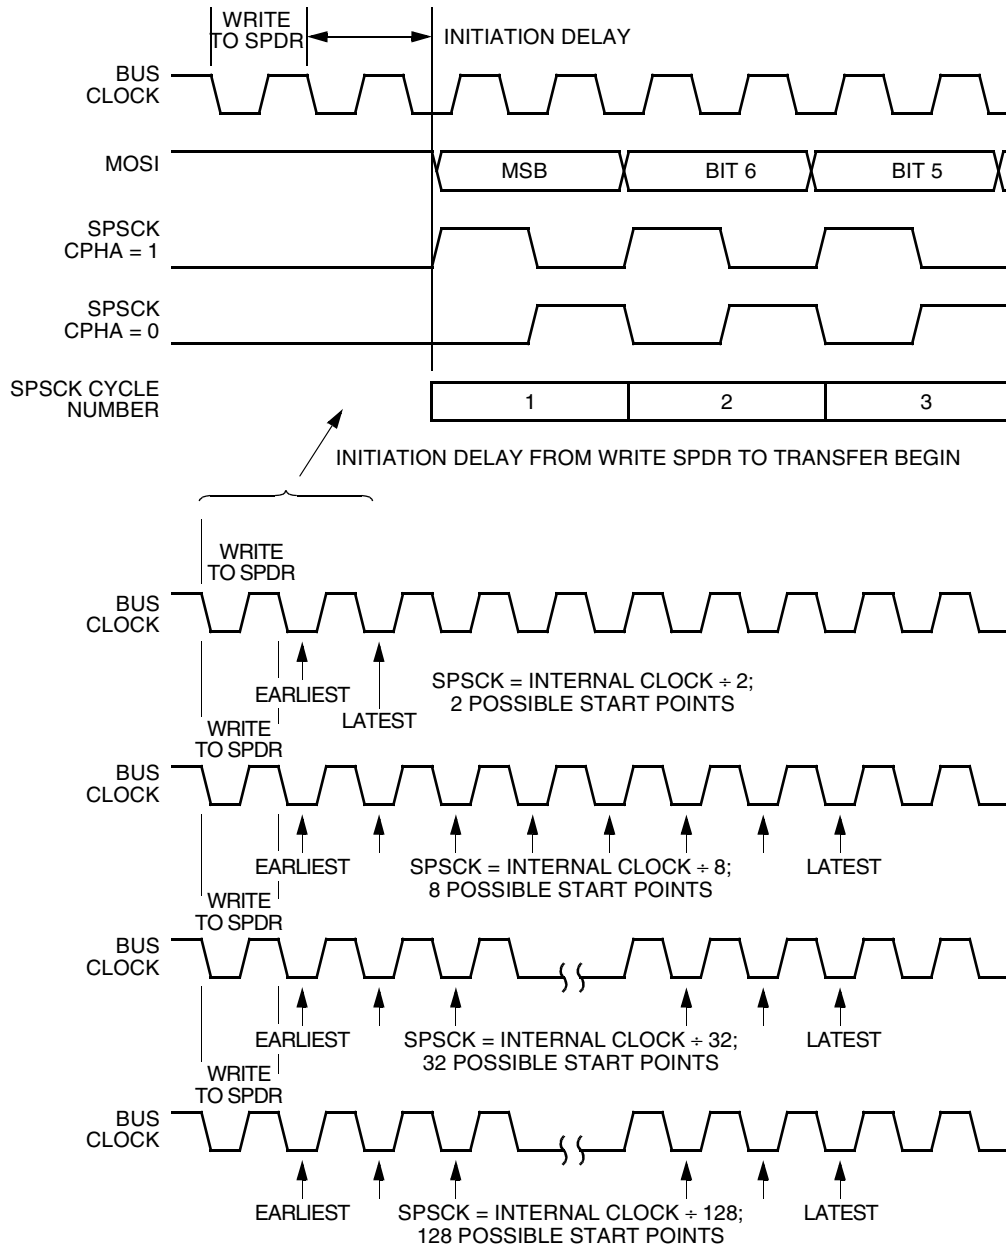 WRITE
TO SPDR
INITIATION DELAY
BUS
CLOCK
MOSI
MSB
BIT 6
BIT 5
SPSCK
CPHA = 1
SPSCK
CPHA = 0
SPSCK CYCLE
NUMBER
1
2
3
INITIATION DELAY FROM WRITE SPDR TO TRANSFER BEGIN
WRITE
TO SPDR
BUS
CLOCK
EARLIEST
LATEST
SPSCK = INTERNAL CLOCK ÷ 2;
2 POSSIBLE START POINTS
WRITE
TO SPDR
BUS
CLOCK
EARLIEST
SPSCK = INTERNAL CLOCK ÷ 8;
8 POSSIBLE START POINTS
LATEST
WRITE
TO SPDR
BUS
CLOCK
EARLIEST
SPSCK = INTERNAL CLOCK ÷ 32;
32 POSSIBLE START POINTS
LATEST
WRITE
TO SPDR
BUS
CLOCK
EARLIEST
SPSCK = INTERNAL CLOCK ÷ 128;
128 POSSIBLE START POINTS
LATEST